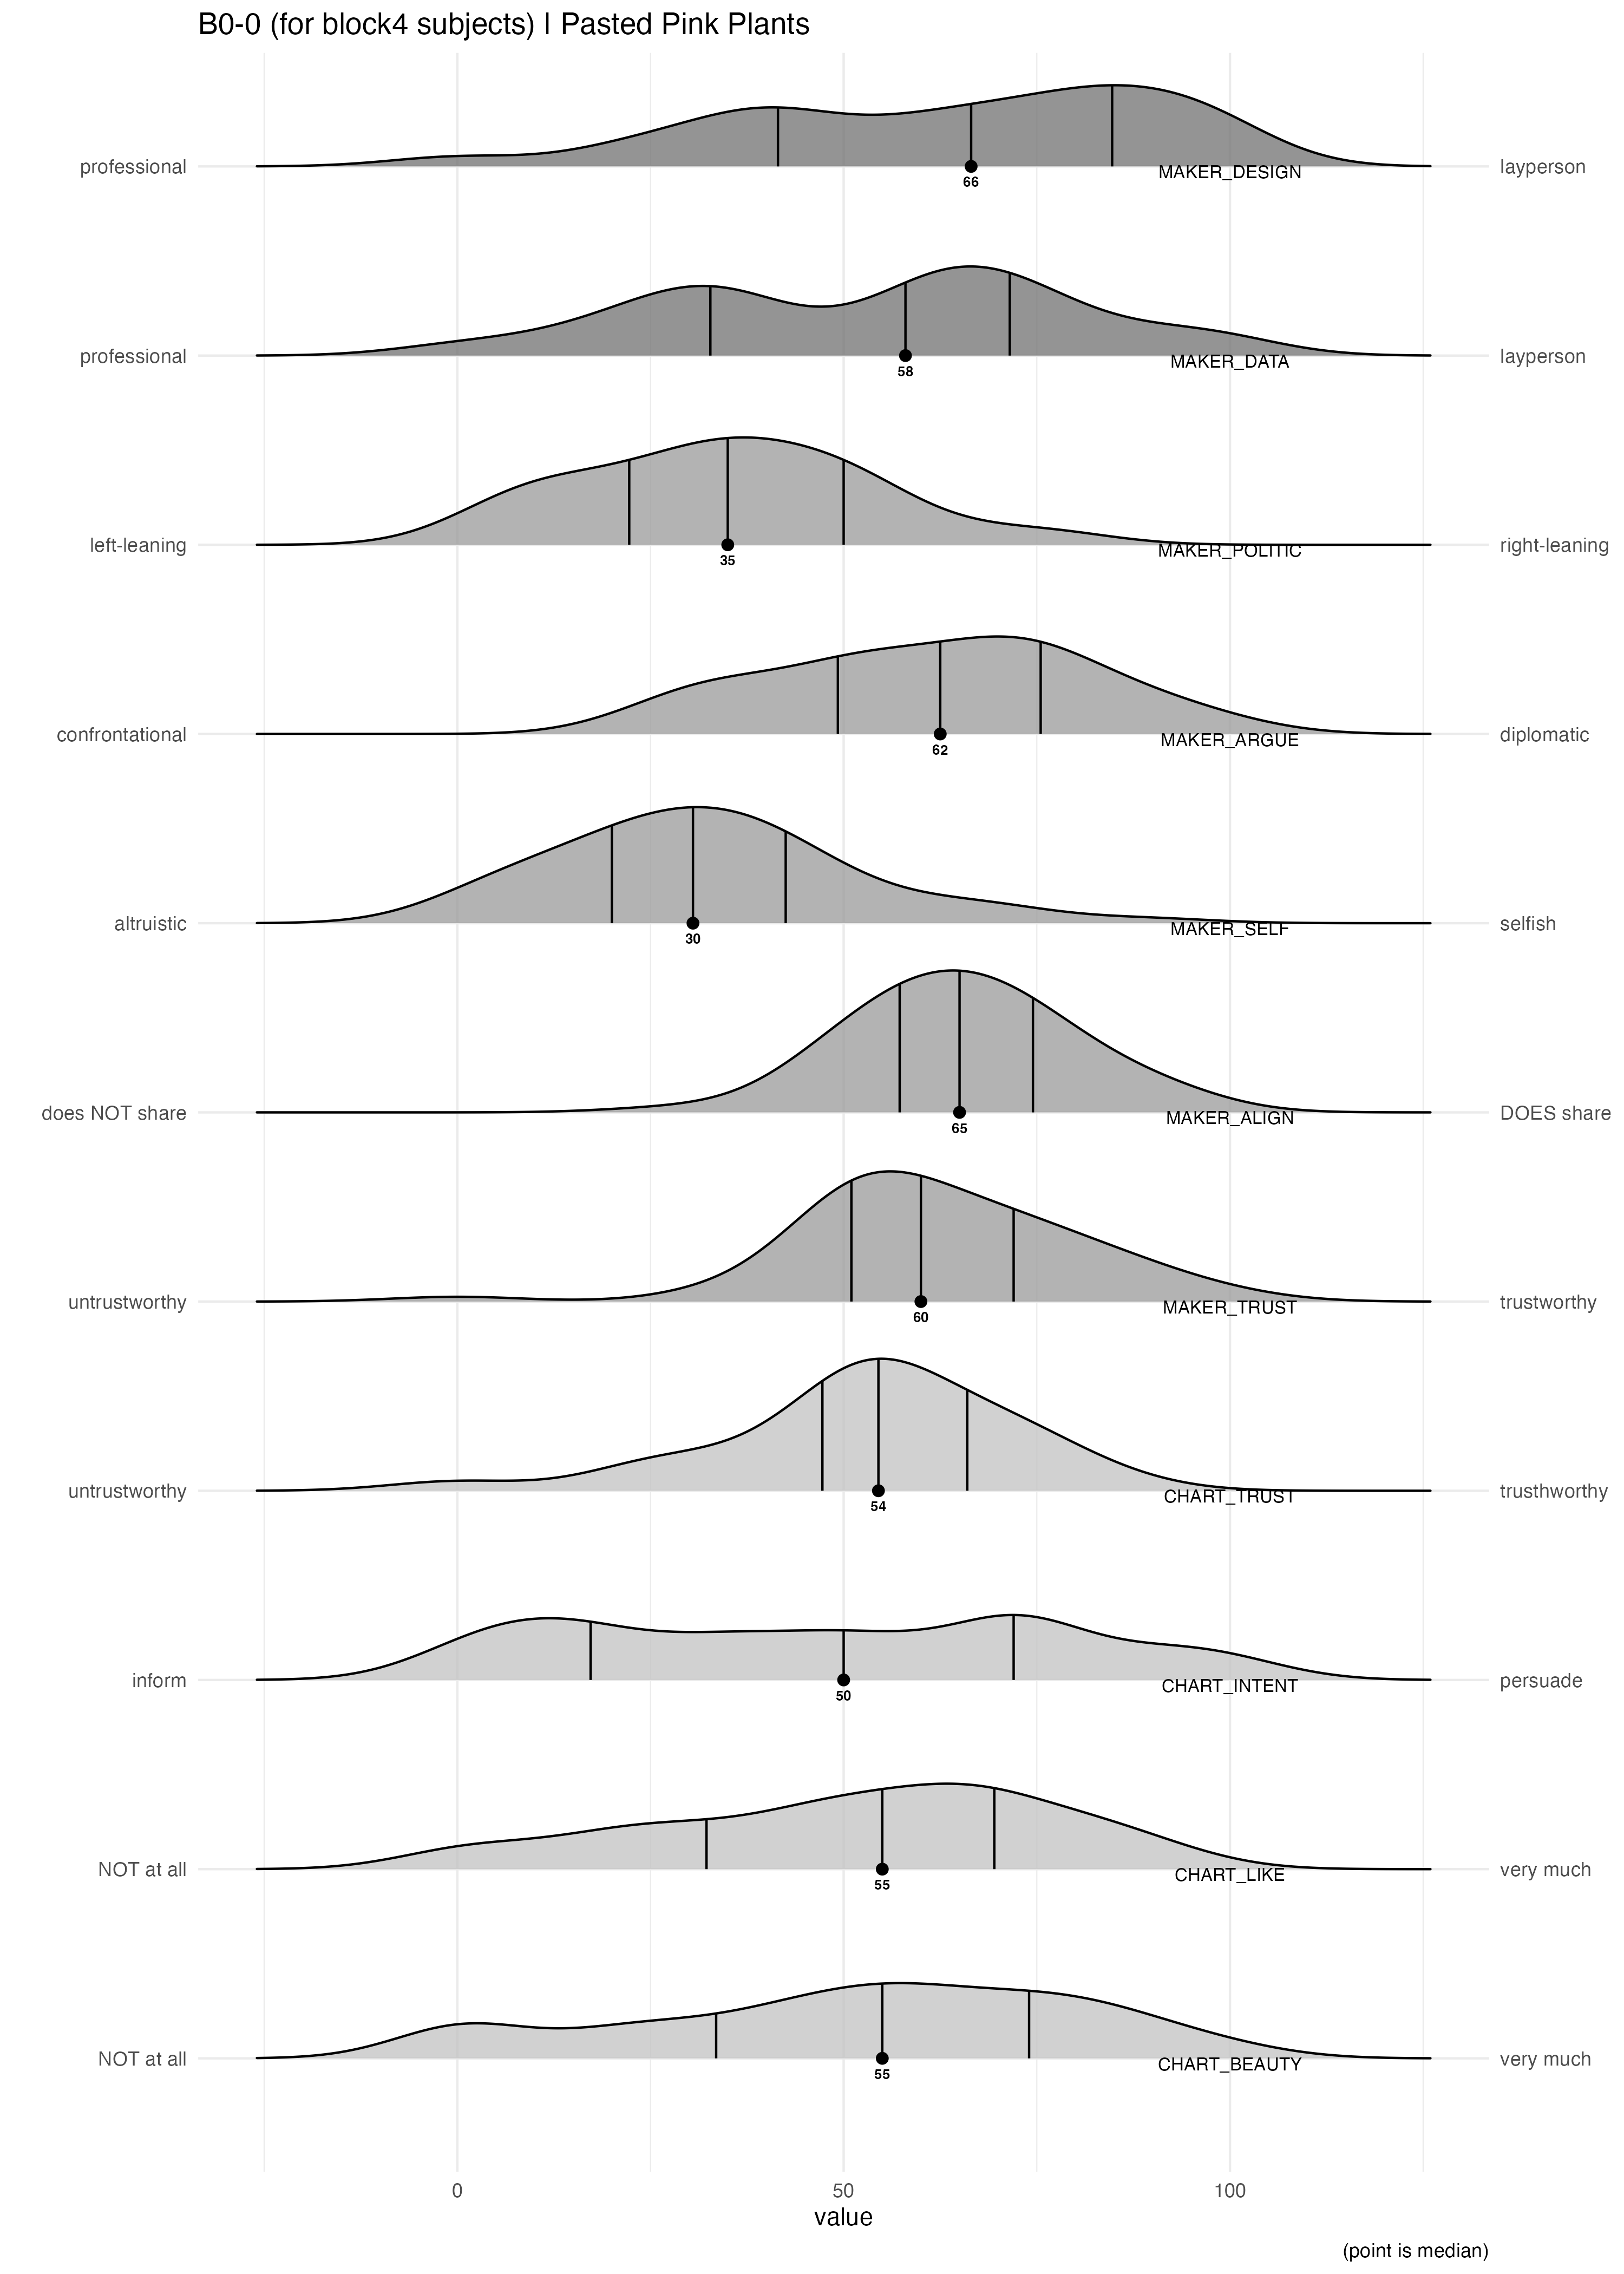 B0-0 (for block4 subjects) | Pasted Pink Plants
professional MAKER_DESIGN layperson
66
professional MAKER_DATA layperson
58
left-leaning MAKER_POLITIC right-leaning
35
confrontational MAKER_ARGUE diplomatic
62
altruistic MAKER_SELF selfish
30
does NOT share MAKER_ALIGN DOES share
65
untrustworthy MAKER_TRUST trustworthy
60
untrustworthy CHART_TRUST trusthworthy
54
inform CHART_INTENT persuade
50
NOT at all CHART_LIKE very much
55
NOT at all CHART_BEAUTY very much
55
0 50 100
value
(point is median)